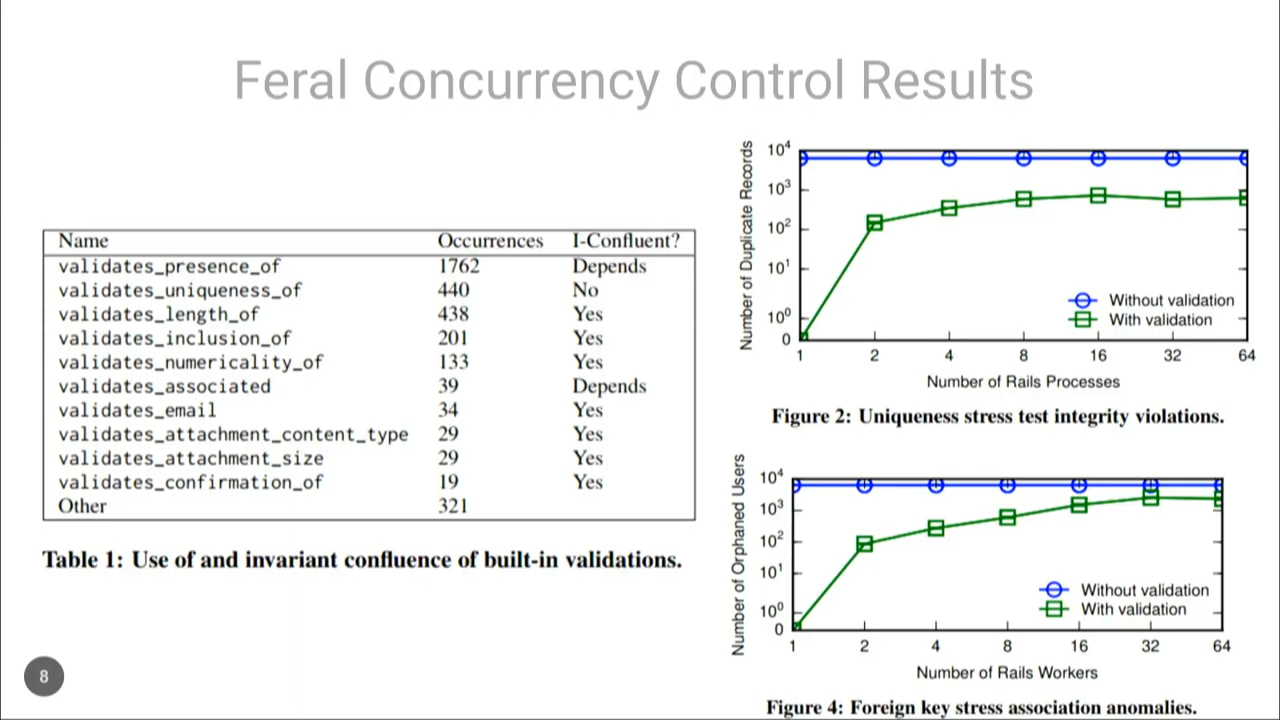 Feral Concurrency Control Results
Name Occurrences I-Confluent?
validates_presence_of 1762 Depends
validates_uniqueness_of 440 No
validates_length_of 438 Yes
validates_inclusion_of 201 Yes
validates_numericality_of 133 Yes
validates_associated 39 Depends
validates_email 34 Yes
validates_attachment_content_type 29 Yes
validates_attachment_size 29 Yes
validates_confirmation_of 19 Yes
Other 321
Table 1: Use of and invariant confluence of built-in validations.
Number of Duplicate Records
10⁴
10³
10²
10¹
10⁰
0
Without validation
With validation
1 2 4 8 16 32 64
Number of Rails Processes
Figure 2: Uniqueness stress test integrity violations.
Number of Orphaned Users
10⁴
10³
10²
10¹
10⁰
0
Without validation
With validation
1 2 4 8 16 32 64
Number of Rails Workers
Figure 4: Foreign key stress association anomalies.
8